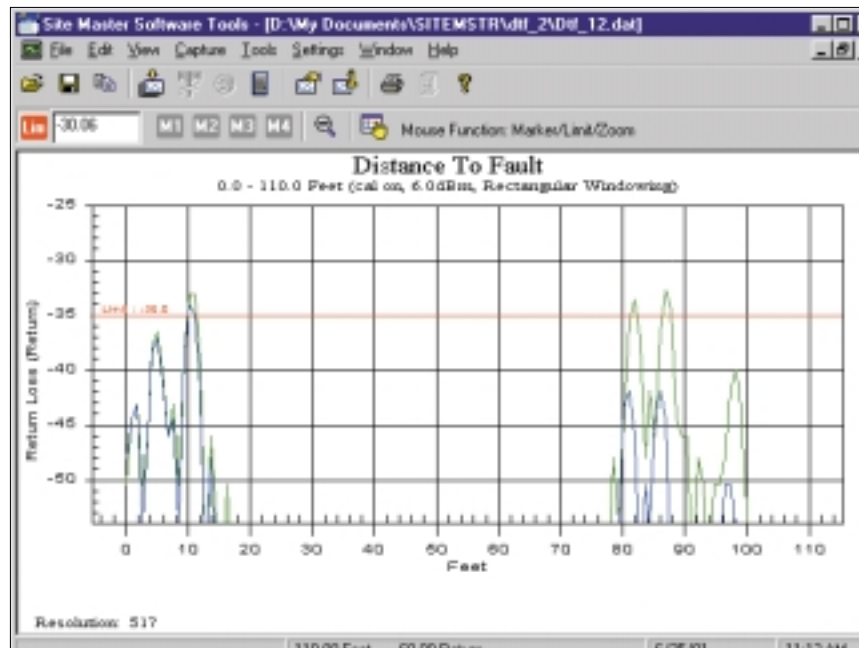 Site Master Software Tools - [D:\My Documents\SITEMSTR\dtf_2\Dtf_12.dat]
File Edit View Capture Tools Settings Window Help
Lim -30.06 M1 M2 M3 M4 Mouse Function: Marker/Limit/Zoom
Distance To Fault
0.0 - 110.0 Feet (cal on, 6.0dBm, Rectangular Windowing)
-25
-30
-35
-40
-45
-50
Return Loss (Return)
Limit :
0 10 20 30 40 50 60 70 80 90 100 110
Feet
Resolution: 517